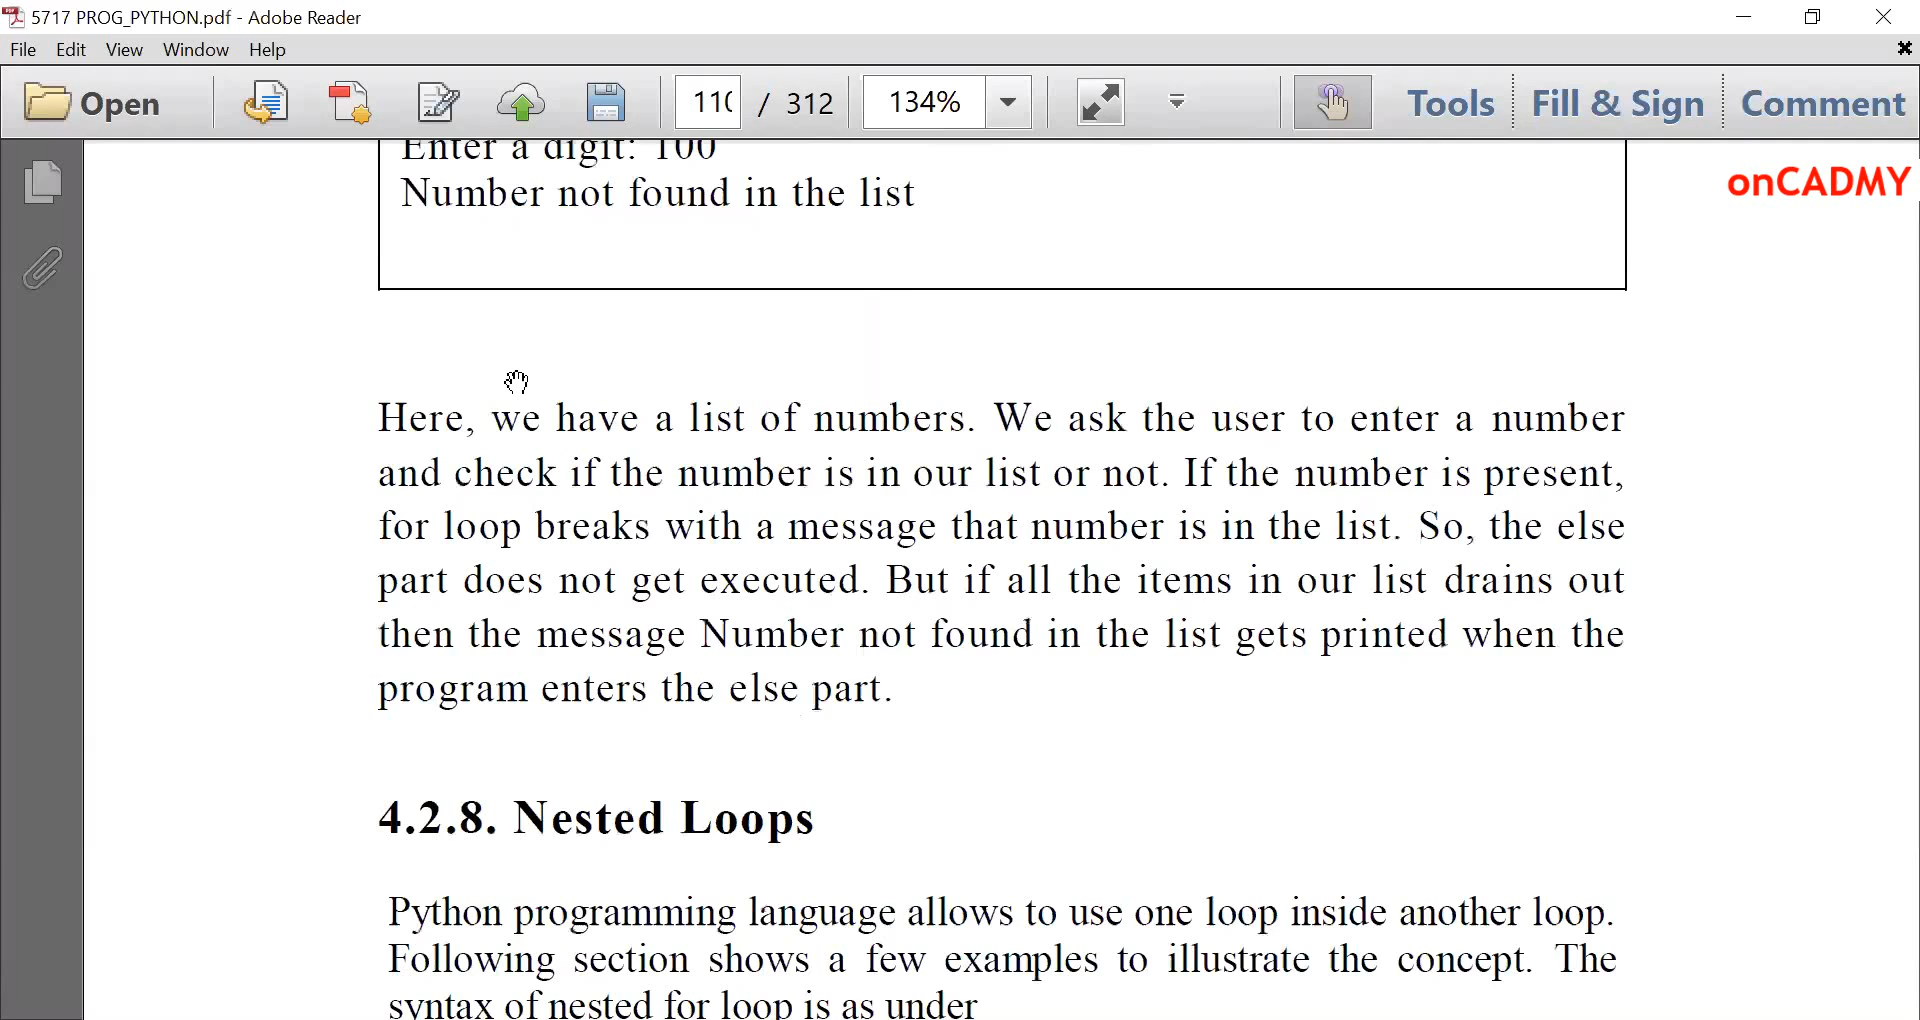 5717 PROG_PYTHON.pdf - Adobe Reader
File Edit View Window Help
Open 110 / 312 134% Tools Fill & Sign Comment
onCADMY
Enter a digit: 100
Number not found in the list
Here, we have a list of numbers. We ask the user to enter a number
and check if the number is in our list or not. If the number is present,
for loop breaks with a message that number is in the list. So, the else
part does not get executed. But if all the items in our list drains out
then the message Number not found in the list gets printed when the
program enters the else part.
4.2.8. Nested Loops
Python programming language allows to use one loop inside another loop.
Following section shows a few examples to illustrate the concept. The
syntax of nested for loop is as under